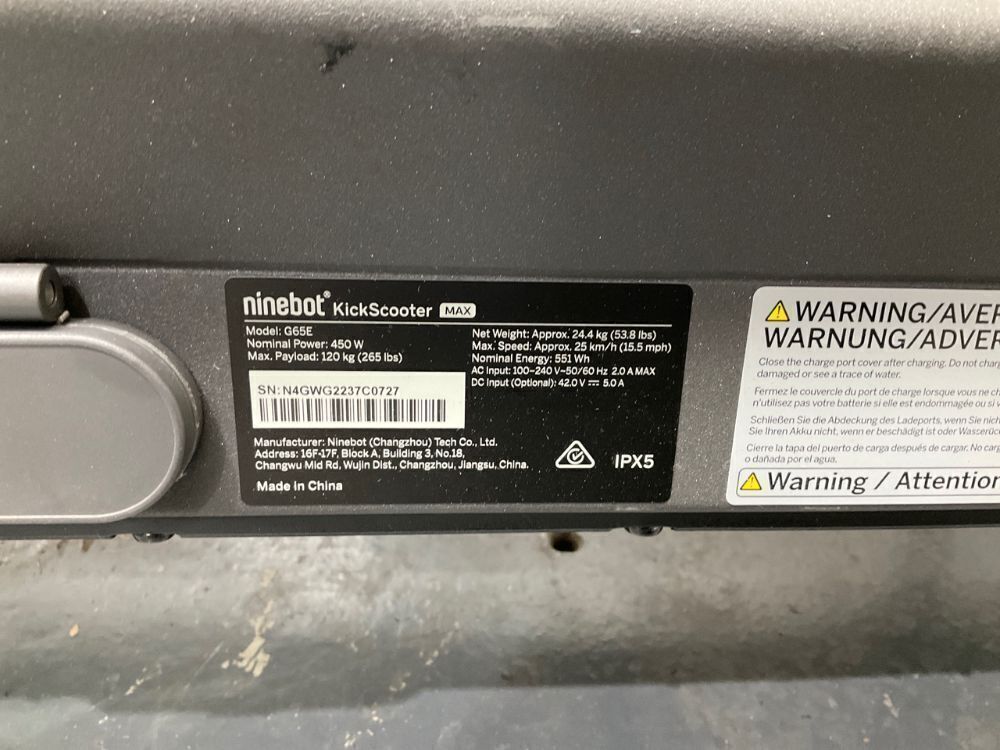 ninebot® KickScooter MAX
Model: G65E
Nominal Power: 450 W
Max. Payload: 120 kg (265 lbs)
Net Weight: Approx. 24.4 kg (53.8 lbs)
Max. Speed: Approx. 25 km/h (15.5 mph)
Nominal Energy: 551 Wh
AC Input: 100–240 V~50/60 Hz 2.0 A MAX
DC Input (Optional): 42.0 V ⎓ 5.0 A
SN: N4GWG2237C0727
Manufacturer: Ninebot (Changzhou) Tech Co., Ltd.
Address: 16F-17F, Block A, Building 3, No.18,
Changwu Mid Rd, Wujin Dist., Changzhou, Jiangsu, China.
Made in China
IPX5
WARNING/AVER
WARNUNG/ADVER
Close the charge port cover after charging. Do not
damaged or see a trace of water.
Fermez le couvercle du port de charge lorsque vous ne
n'utilisez pas votre batterie si elle est endommagée ou si
Schließen Sie die Abdeckung des Ladeports, wenn Sie
Sie Ihren Akku nicht, wenn er beschädigt ist oder
Cierre la tapa del puerto de carga después de cargar. No
o dañada por el agua.
Warning / Attention